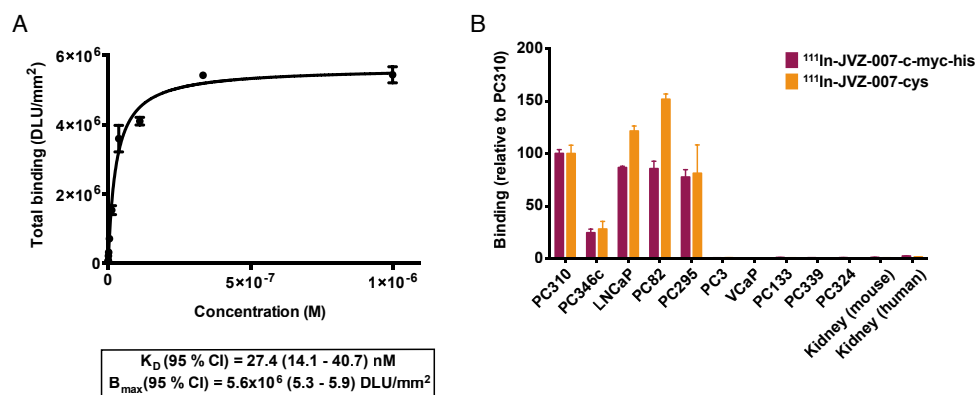 A
Total binding (DLU/mm²)
6×10⁶
4×10⁶
2×10⁶
0
0
5×10⁻⁷
1×10⁻⁶
Concentration (M)
K_D (95 % CI) = 27.4 (14.1 - 40.7) nM
B_max (95 % CI) = 5.6x10⁶ (5.3 - 5.9) DLU/mm²
B
¹¹¹In-JVZ-007-c-myc-his
¹¹¹In-JVZ-007-cys
Binding (relative to PC310)
200
150
100
50
0
PC310
PC346c
LNCaP
PC82
PC295
PC3
VCaP
PC133
PC339
PC324
Kidney (mouse)
Kidney (human)